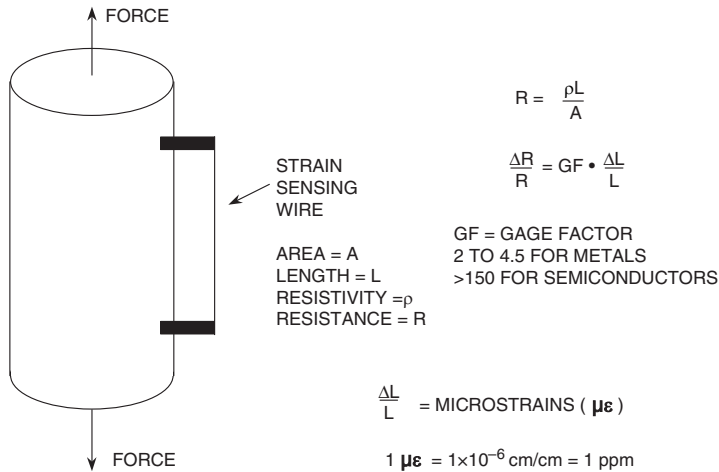 FORCE
R = ρL/A
ΔR/R = GF • ΔL/L
STRAIN
SENSING
WIRE
GF = GAGE FACTOR
2 TO 4.5 FOR METALS
>150 FOR SEMICONDUCTORS
AREA = A
LENGTH = L
RESISTIVITY =ρ
RESISTANCE = R
ΔL/L = MICROSTRAINS ( με )
FORCE
1 με = 1×10⁻⁶ cm/cm = 1 ppm